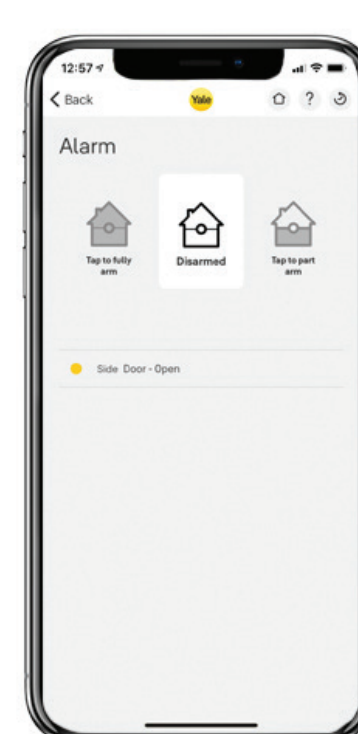 12:57
Back
Yale
?
Alarm
Tap to fully
arm
Disarmed
Tap to part
arm
Side Door - Open